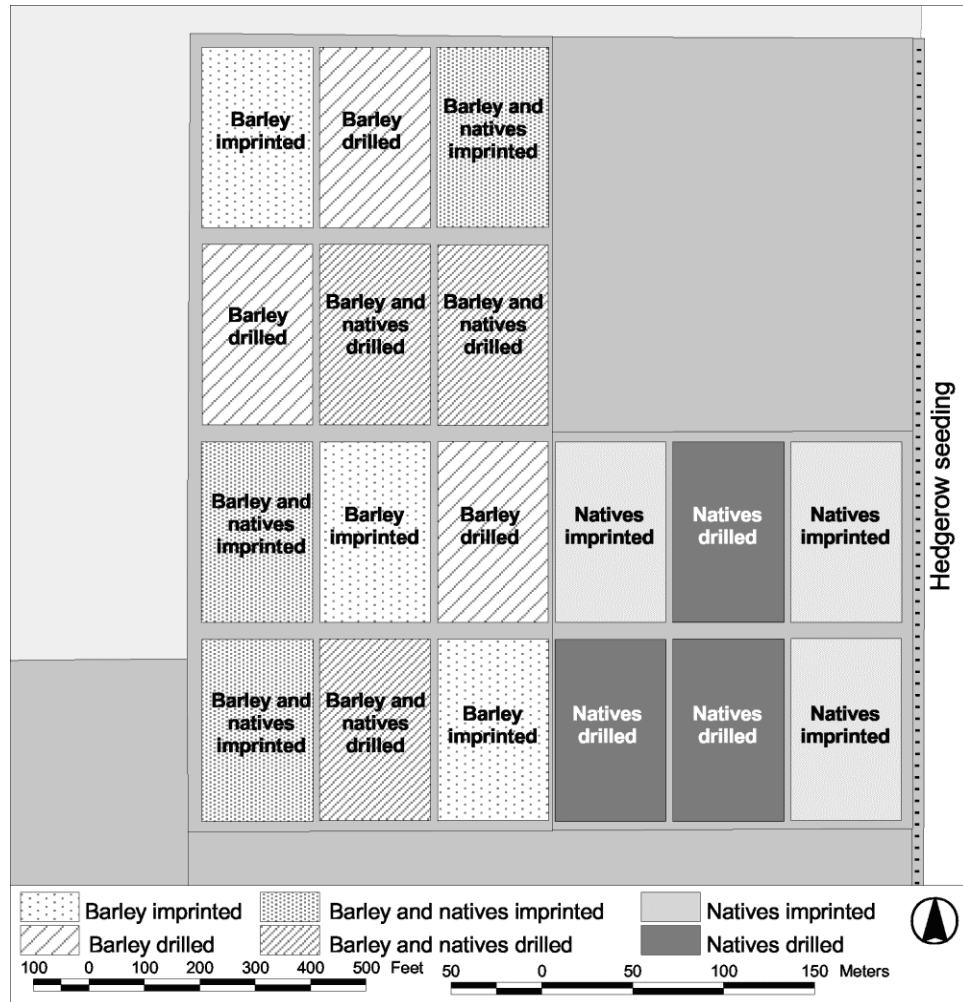 Barley
imprinted
Barley
drilled
Barley and
natives
imprinted
Barley
drilled
Barley and
natives
drilled
Barley and
natives
drilled
Barley and
natives
imprinted
Barley
imprinted
Barley
drilled
Natives
imprinted
Natives
drilled
Natives
imprinted
Barley and
natives
imprinted
Barley and
natives
drilled
Barley
imprinted
Natives
drilled
Natives
drilled
Natives
imprinted
Hedgerow seeding
Barley imprinted
Barley and natives imprinted
Natives imprinted
Barley drilled
Barley and natives drilled
Natives drilled
100 0 100 200 300 400 500 Feet
50 0 50 100 150 Meters